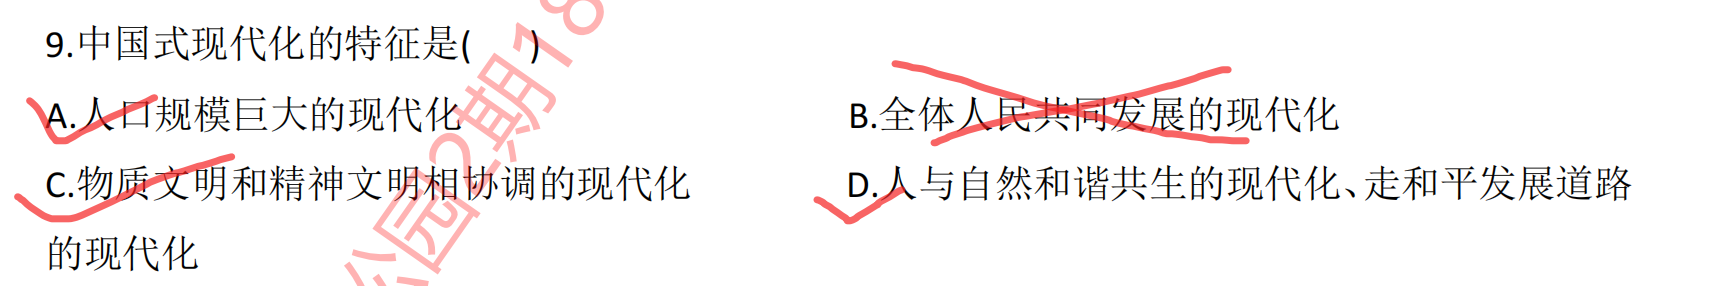 9.中国式现代化的特征是(  )
A.人口规模巨大的现代化
B.全体人民共同发展的现代化
C.物质文明和精神文明相协调的现代化
D.人与自然和谐共生的现代化、走和平发展道路
的现代化
公园2期18